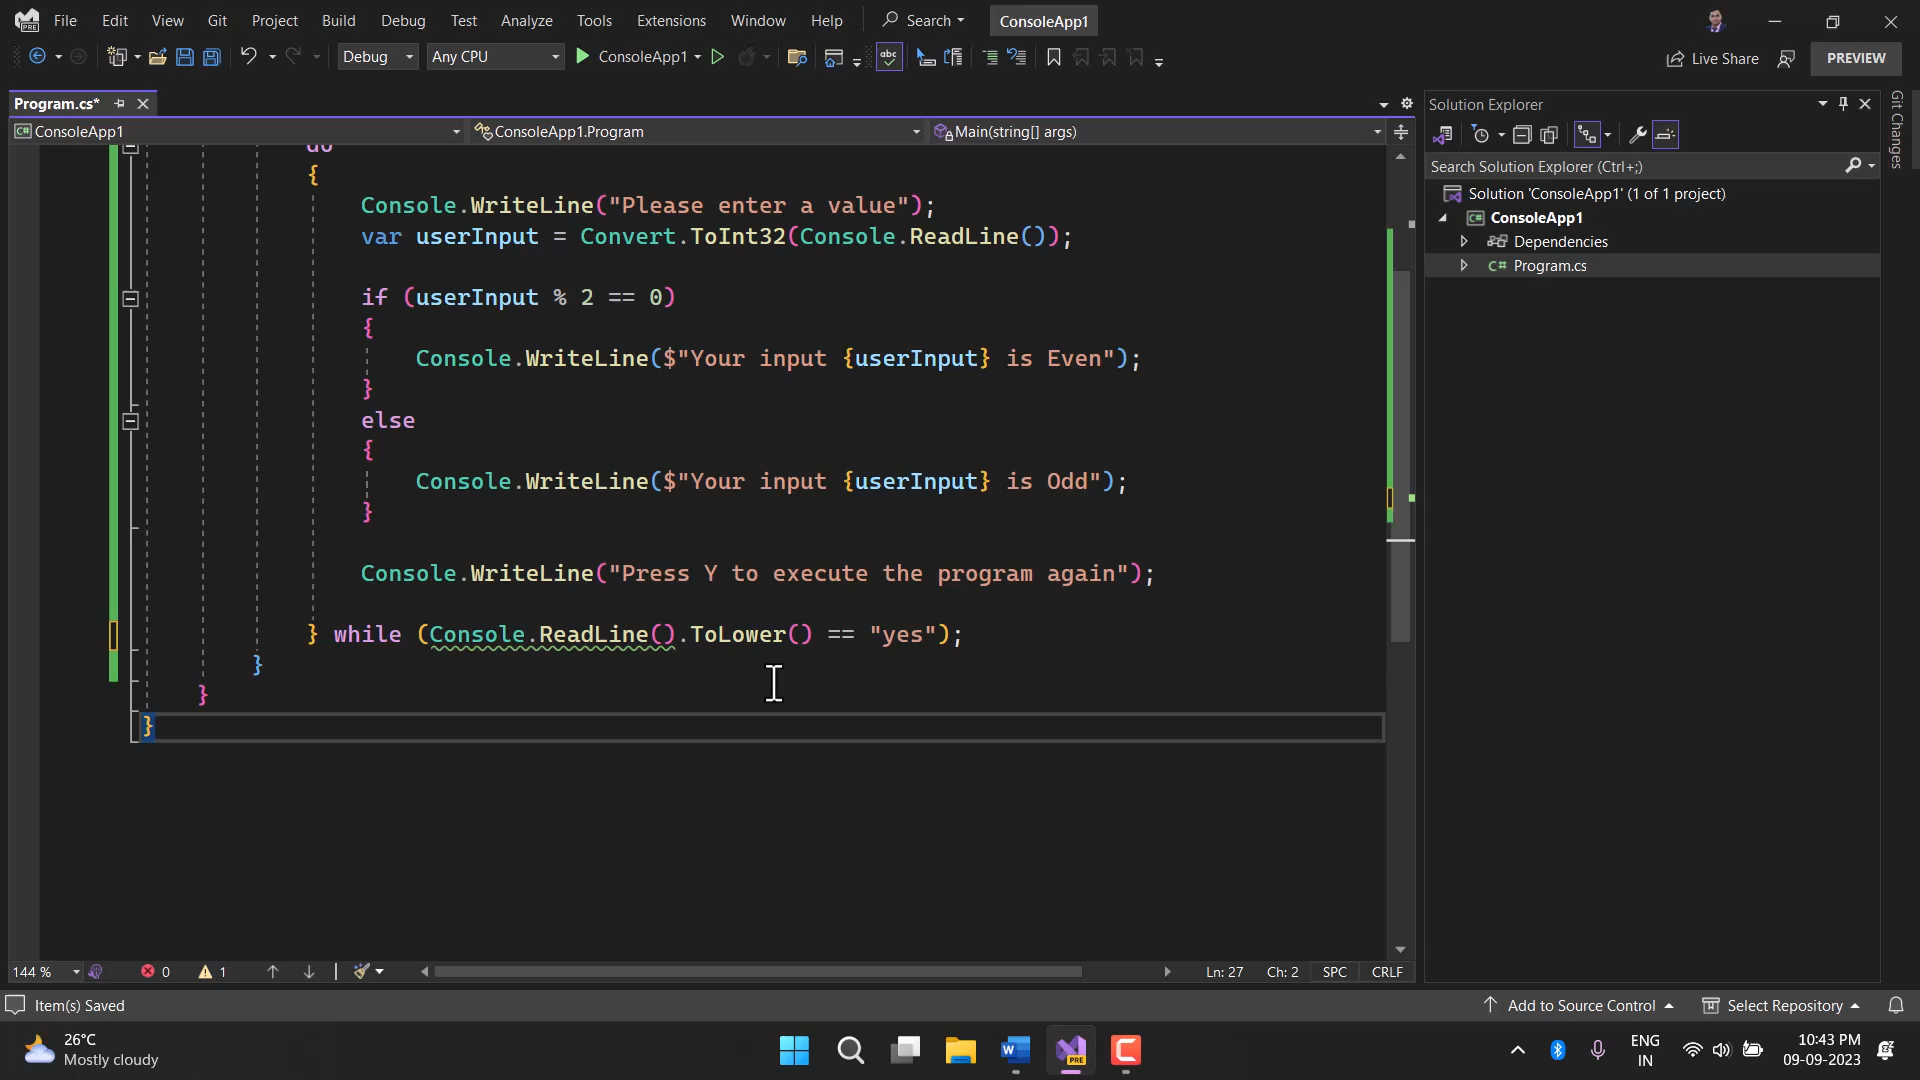 File Edit View Git Project Build Debug Test Analyze Tools Extensions Window Help Search ConsoleApp1
Debug Any CPU ConsoleApp1 Live Share PREVIEW
Program.cs*
ConsoleApp1 ConsoleApp1.Program Main(string[] args)
do
{
Console.WriteLine("Please enter a value");
var userInput = Convert.ToInt32(Console.ReadLine());
if (userInput % 2 == 0)
{
Console.WriteLine($"Your input {userInput} is Even");
}
else
{
Console.WriteLine($"Your input {userInput} is Odd");
}
Console.WriteLine("Press Y to execute the program again");
} while (Console.ReadLine().ToLower() == "yes");
}
}
}
144 % 0 1 Ln: 27 Ch: 2 SPC CRLF
Solution Explorer
Search Solution Explorer (Ctrl+;)
Solution 'ConsoleApp1' (1 of 1 project)
ConsoleApp1
Dependencies
C# Program.cs
Git Changes
Item(s) Saved Add to Source Control Select Repository
26°C
Mostly cloudy
ENG
IN
10:43 PM
09-09-2023